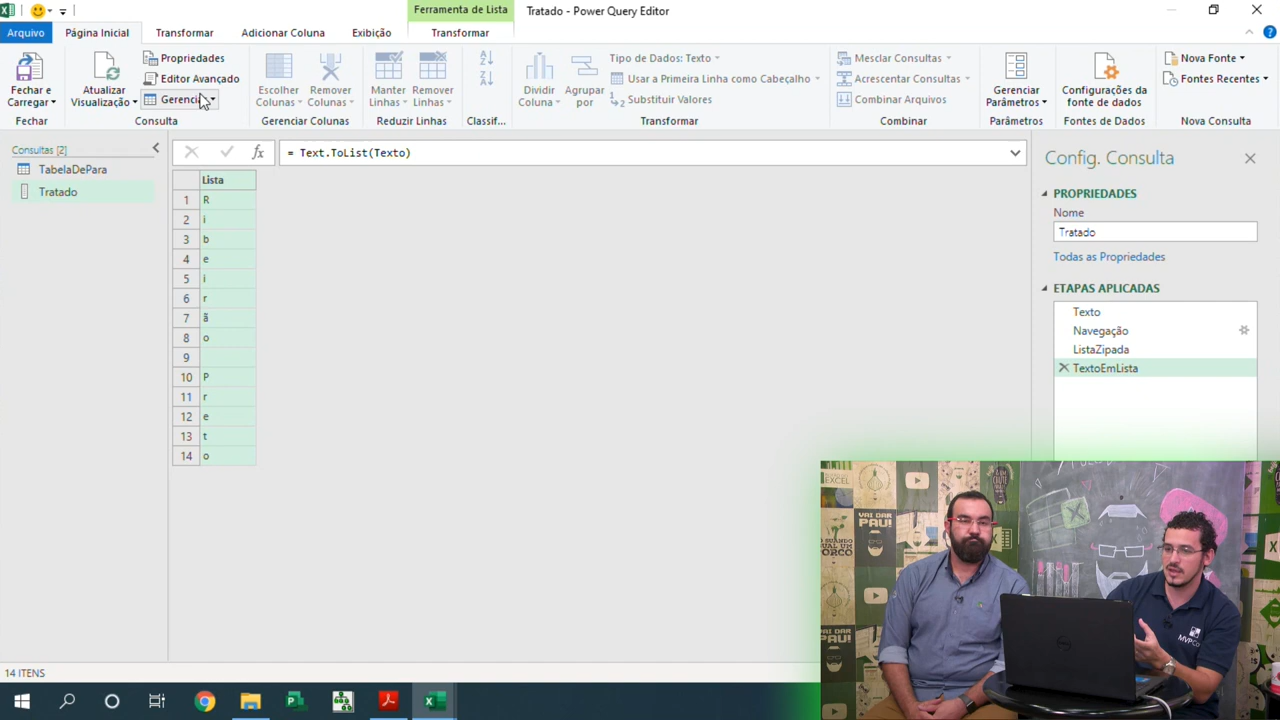 Ferramenta de Lista
Tratado - Power Query Editor
Arquivo
Página Inicial
Transformar
Adicionar Coluna
Exibição
Transformar
Fechar e
Carregar
Fechar
Atualizar
Visualização
Propriedades
Editor Avançado
Consulta
Escolher
Colunas
Remover
Colunas
Gerenciar Colunas
Manter
Linhas
Remover
Linhas
Reduzir Linhas
Classif...
Dividir
Coluna
Agrupar
por
Tipo de Dados: Texto
Usar a Primeira Linha como Cabeçalho
Substituir Valores
Transformar
Mesclar Consultas
Acrescentar Consultas
Combinar Arquivos
Combinar
Gerenciar
Parâmetros
Parâmetros
Configurações da
fonte de dados
Fontes de Dados
Nova Fonte
Fontes Recentes
Nova Consulta
Consultas [2]
TabelaDePara
Tratado
fx
= Text.ToList(Texto)
Lista
1 R
2 i
3 b
4 e
5 i
6 r
7 ã
8 o
9
10 P
11 r
12 e
13 t
14 o
Config. Consulta
PROPRIEDADES
Nome
Tratado
Todas as Propriedades
ETAPAS APLICADAS
Texto
Navegação
ListaZipada
TextoEmLista
VAI DAR
PAU!
MVPCo
14 ITENS